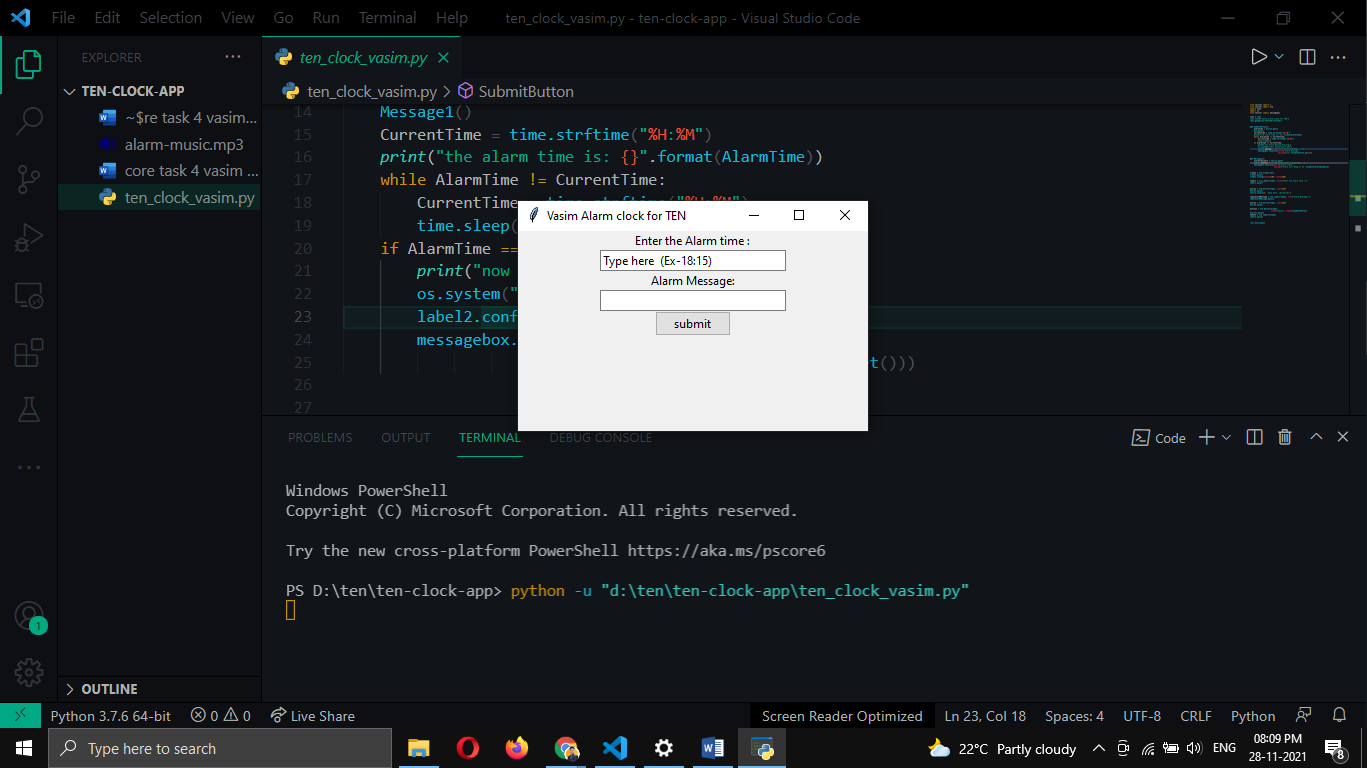 File Edit Selection View Go Run Terminal Help ten_clock_vasim.py - ten-clock-app - Visual Studio Code
EXPLORER
TEN-CLOCK-APP
~$re task 4 vasim...
alarm-music.mp3
core task 4 vasim ...
ten_clock_vasim.py
OUTLINE
ten_clock_vasim.py
ten_clock_vasim.py > SubmitButton
14 Message1()
15 CurrentTime = time.strftime("%H:%M")
16 print("the alarm time is: {}".format(AlarmTime))
17 while AlarmTime != CurrentTime:
18 CurrentTime = time.strftime("%H:%M")
19 time.sleep(
20 if AlarmTime ==
21 print("now
22 os.system("
23 label2.conf
24 messagebox.
25 t()))
26
27
Vasim Alarm clock for TEN
Enter the Alarm time :
Type here (Ex-18:15)
Alarm Message:
submit
PROBLEMS OUTPUT TERMINAL DEBUG CONSOLE Code
Windows PowerShell
Copyright (C) Microsoft Corporation. All rights reserved.
Try the new cross-platform PowerShell https://aka.ms/pscore6
PS D:\ten\ten-clock-app> python -u "d:\ten\ten-clock-app\ten_clock_vasim.py"
1
Python 3.7.6 64-bit 0 0 Live Share Screen Reader Optimized Ln 23, Col 18 Spaces: 4 UTF-8 CRLF Python
Type here to search 22°C Partly cloudy ENG 08:09 PM
28-11-2021
8